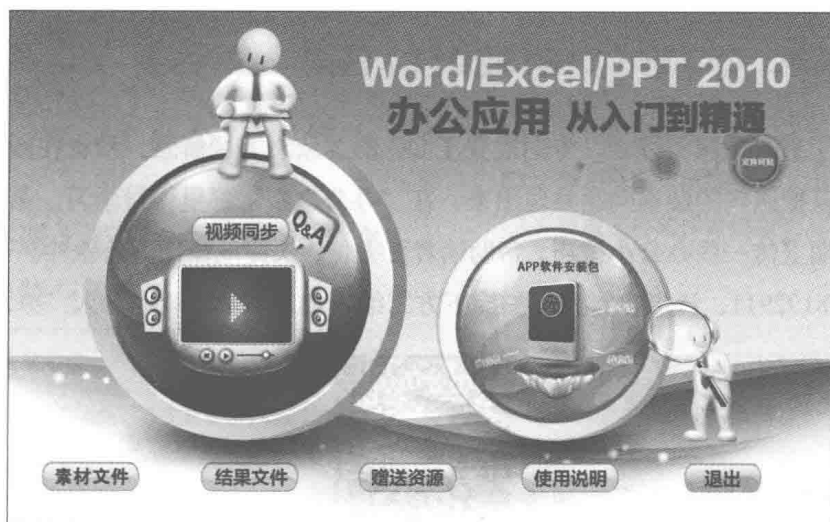 Word/Excel/PPT 2010
办公应用 从入门到精通
视频同步
Q&A
APP软件安装包
素材文件
结果文件
赠送资源
使用说明
退出